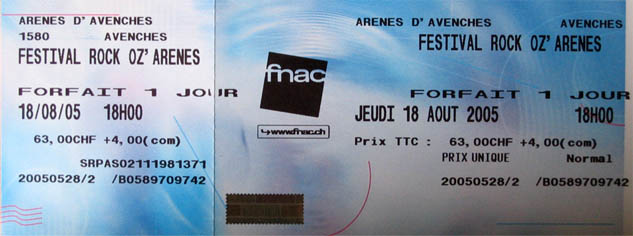 ARENES D'AVENCHES
1580 AVENCHES
FESTIVAL ROCK OZ'ARENES
FORFAIT 1 JOUR
18/08/05 18H00
63,00CHF +4,00(com)
SRPAS02111981371
20050528/2 /B0589709742
fnac
www.fnac.ch
ARENES D'AVENCHES AVENCHES
FESTIVAL ROCK OZ'ARENES
FORFAIT 1 JOUR
JEUDI 18 AOUT 2005 18H00
Prix TTC : 63,00CHF +4,00(com)
PRIX UNIQUE Normal
20050528/2 /B0589709742